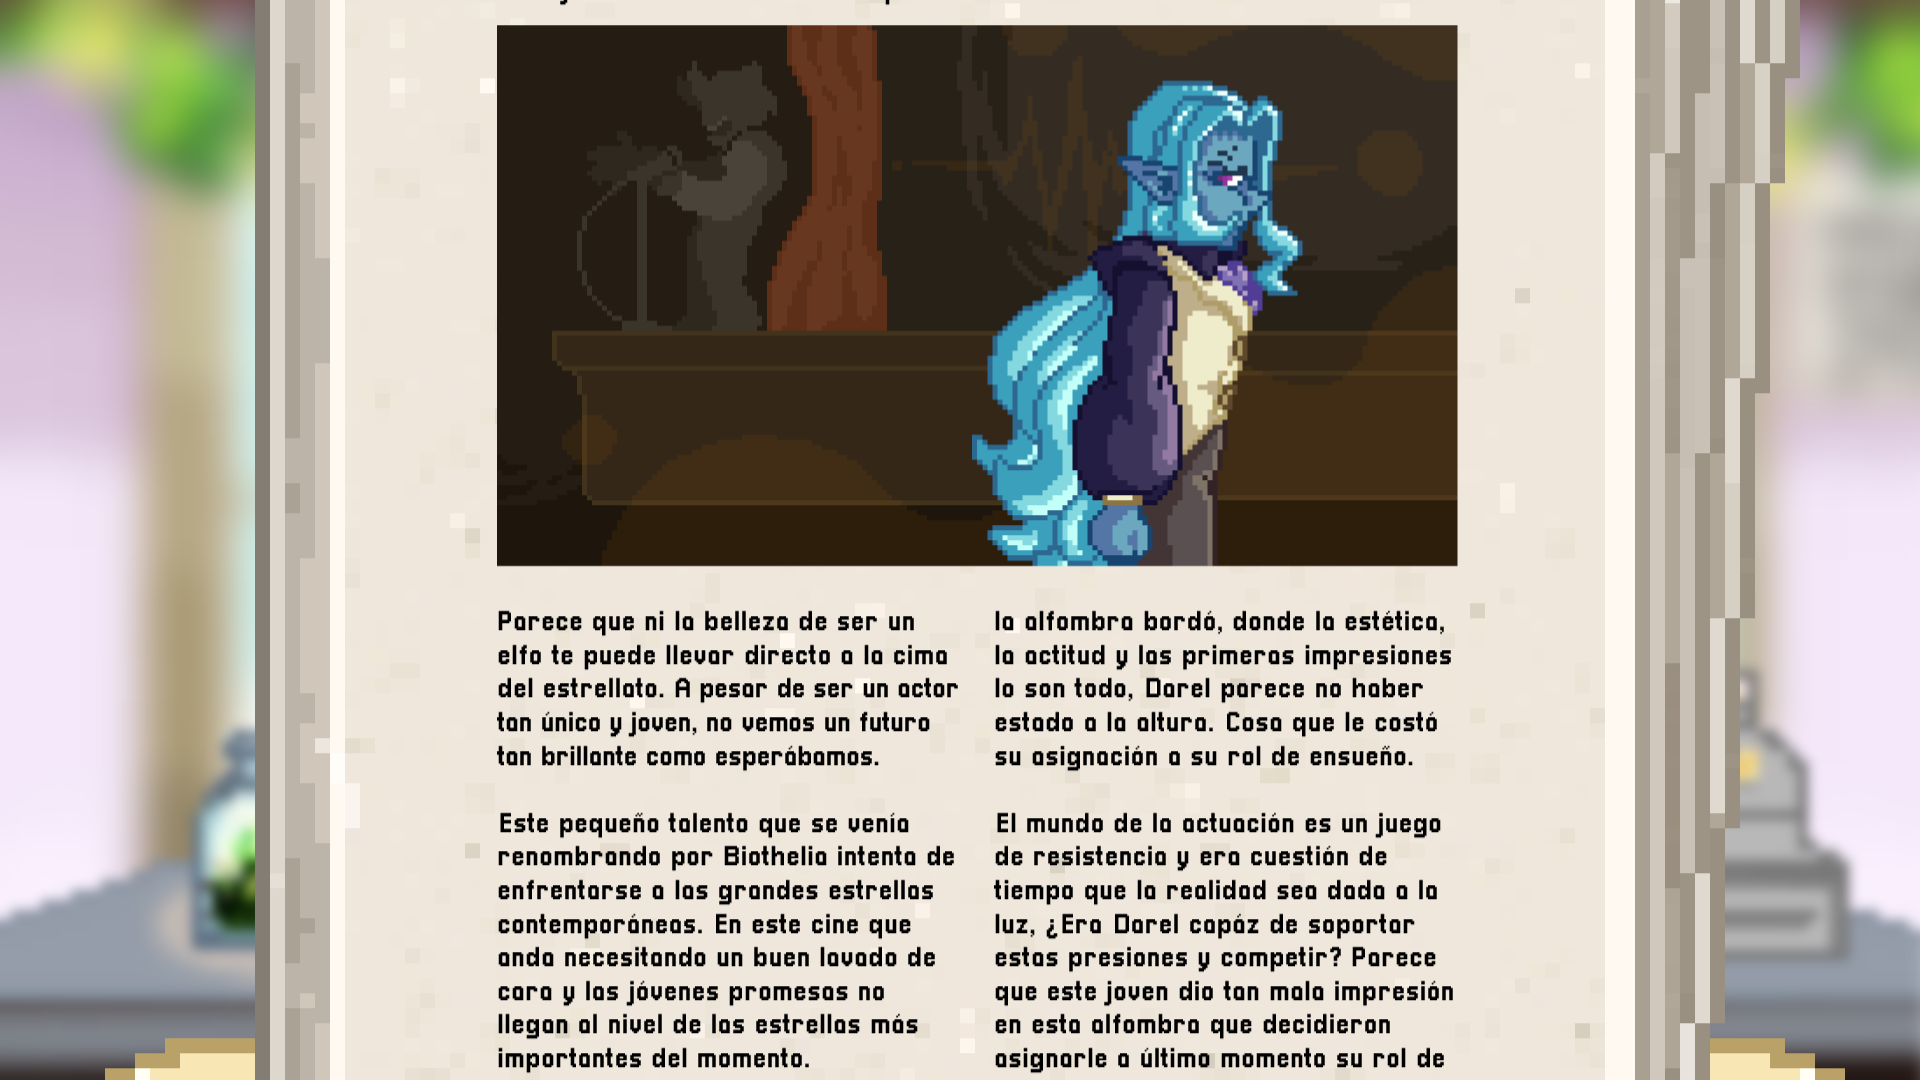 Parece que ni la belleza de ser un
elfo te puede llevar directo a la cima
del estrellato. A pesar de ser un actor
tan único y joven, no vemos un futuro
tan brillante como esperábamos.
Este pequeño talento que se venía
renombrando por Biothelia intenta de
enfrentarse a las grandes estrellas
contemporáneas. En este cine que
anda necesitando un buen lavado de
cara y las jóvenes promesas no
llegan al nivel de las estrellas más
importantes del momento.
la alfombra bordó, donde la estética,
la actitud y las primeras impresiones
lo son todo, Darel parece no haber
estado a la altura. Cosa que le costó
su asignación a su rol de ensueño.
El mundo de la actuación es un juego
de resistencia y era cuestión de
tiempo que la realidad sea dada a la
luz, ¿Era Darel capáz de soportar
estas presiones y competir? Parece
que este joven dio tan mala impresión
en esta alfombra que decidieron
asignarle a último momento su rol de